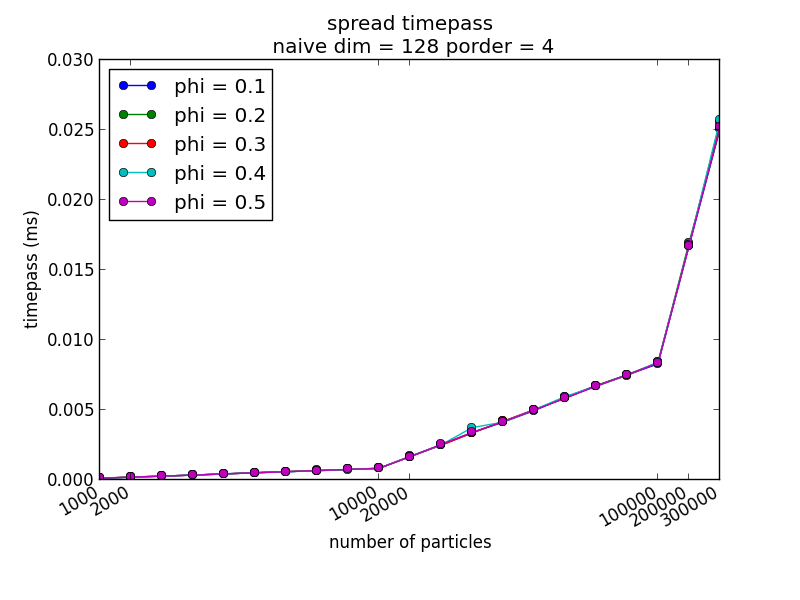 spread timepass
naive dim = 128 porder = 4
phi = 0.1
phi = 0.2
phi = 0.3
phi = 0.4
phi = 0.5
timepass (ms)
0.030
0.025
0.020
0.015
0.010
0.005
0.000
1000
2000
10000
20000
100000
200000
300000
number of particles